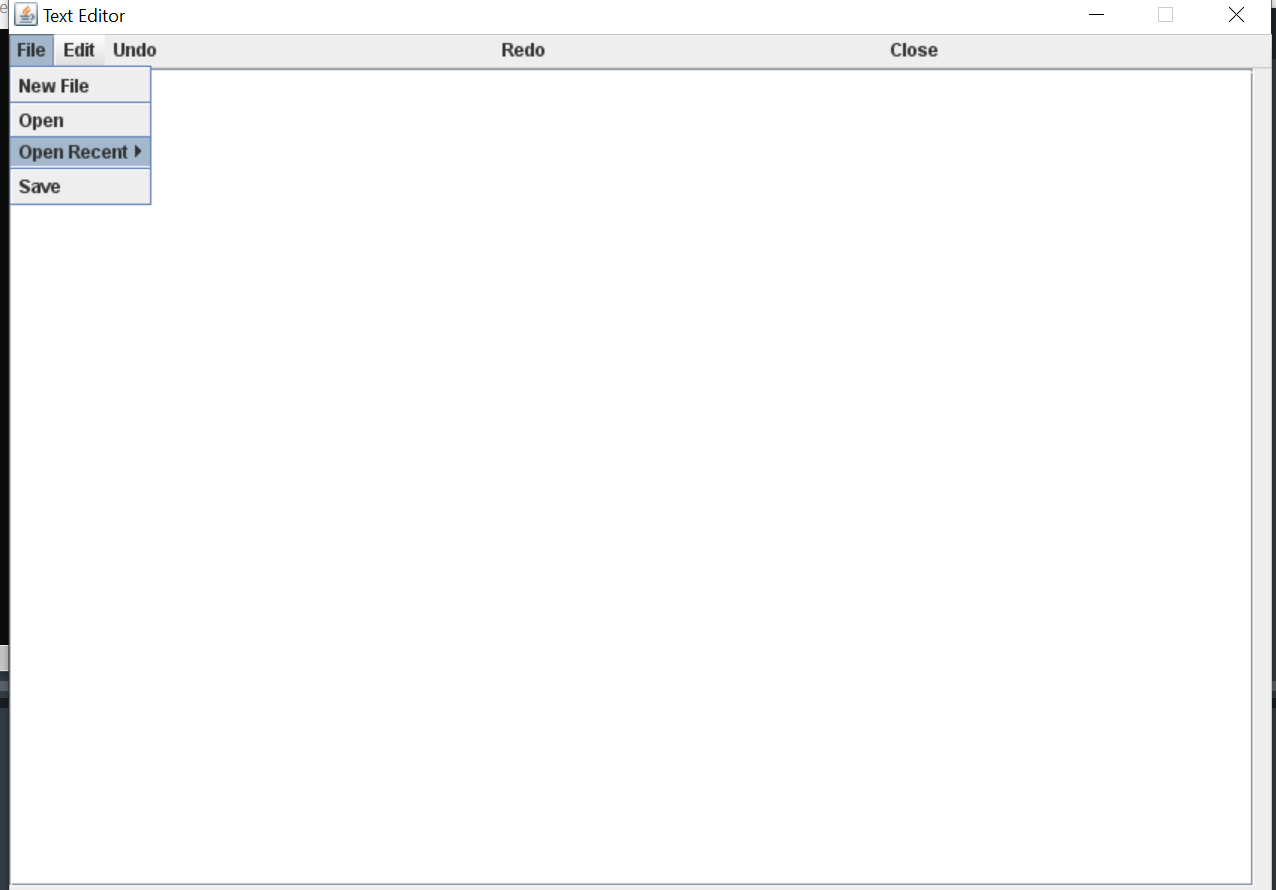 Text Editor
File Edit Undo Redo Close
New File
Open
Open Recent
Save